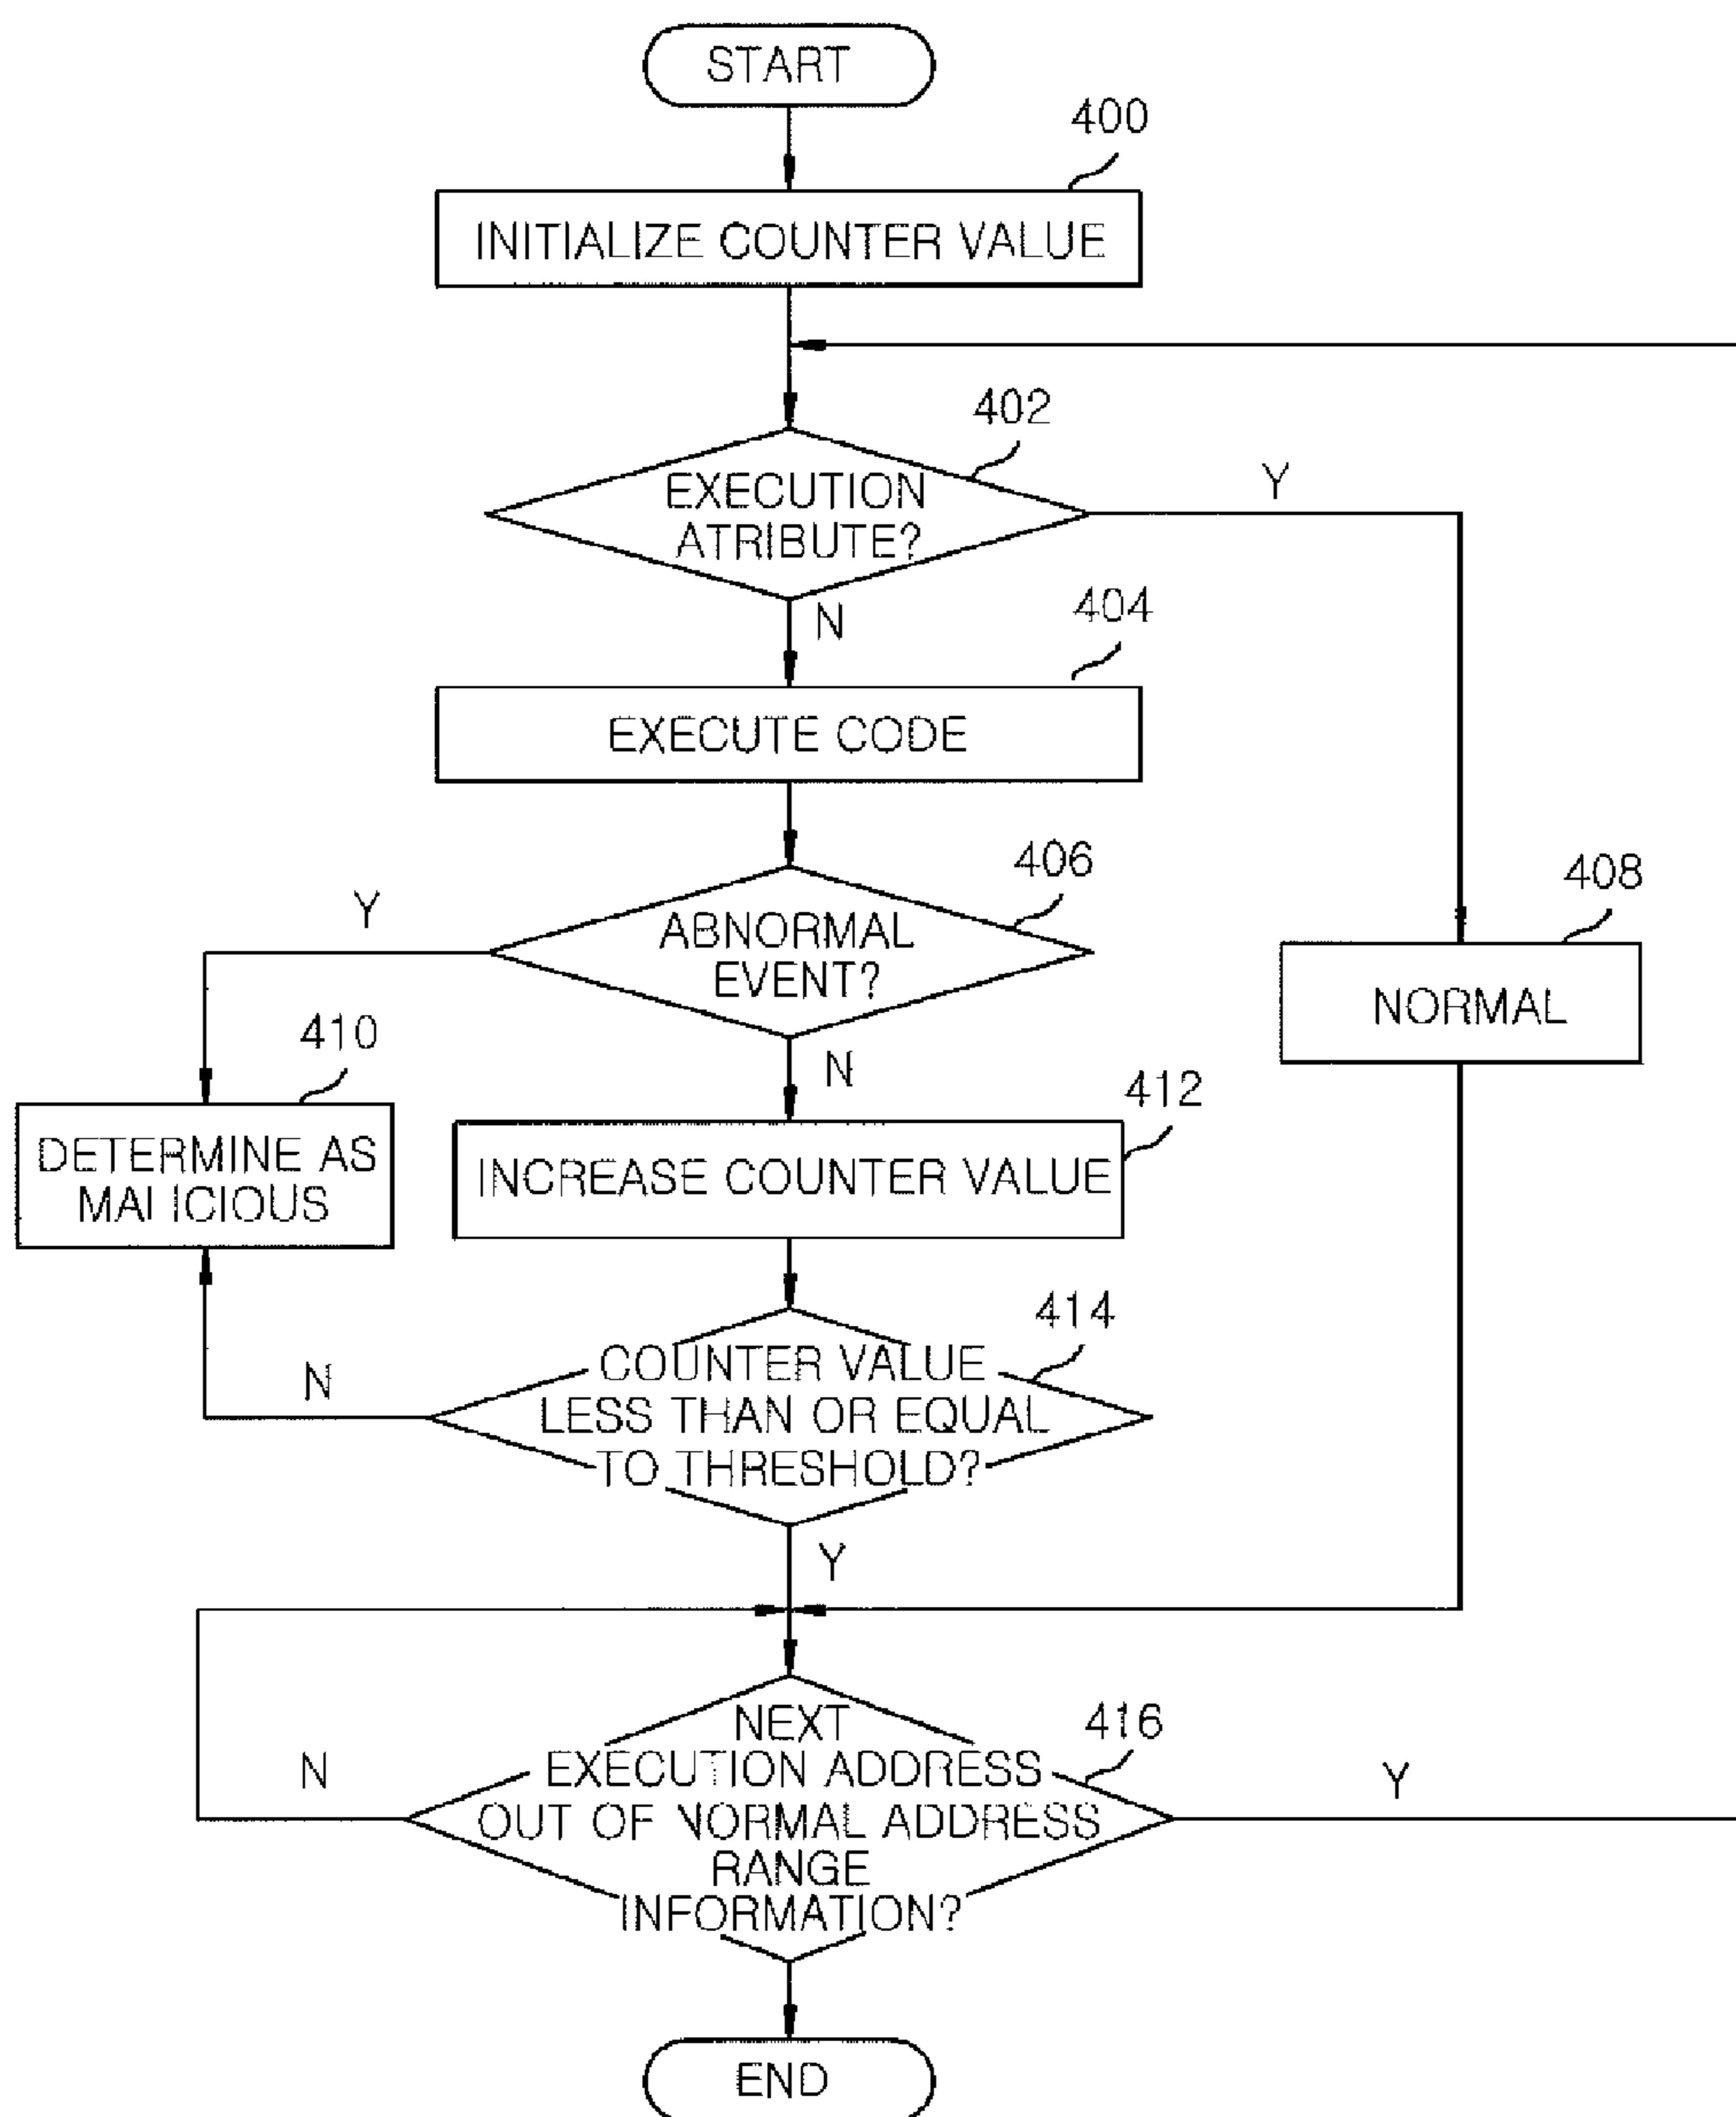 START
400
INITIALIZE COUNTER VALUE
402
EXECUTION
ATRIBUTE?
Y
N
404
EXECUTE CODE
406
ABNORMAL
EVENT?
Y
N
408
NORMAL
410
DETERMINE AS
MALICIOUS
412
INCREASE COUNTER VALUE
414
COUNTER VALUE
LESS THAN OR EQUAL
TO THRESHOLD?
N
Y
416
NEXT
EXECUTION ADDRESS
OUT OF NORMAL ADDRESS
RANGE
INFORMATION?
N
Y
END